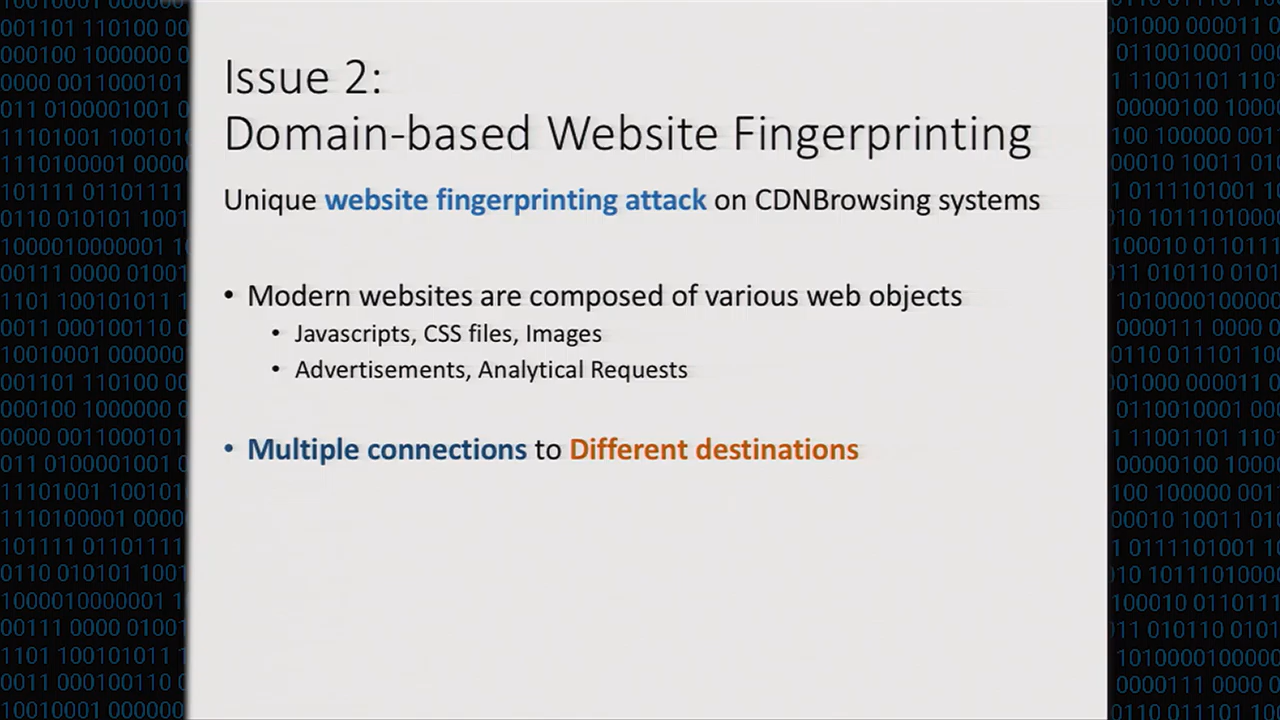 Issue 2:
Domain-based Website Fingerprinting
Unique website fingerprinting attack on CDNBrowsing systems
• Modern websites are composed of various web objects
• Javascripts, CSS files, Images
• Advertisements, Analytical Requests
• Multiple connections to Different destinations